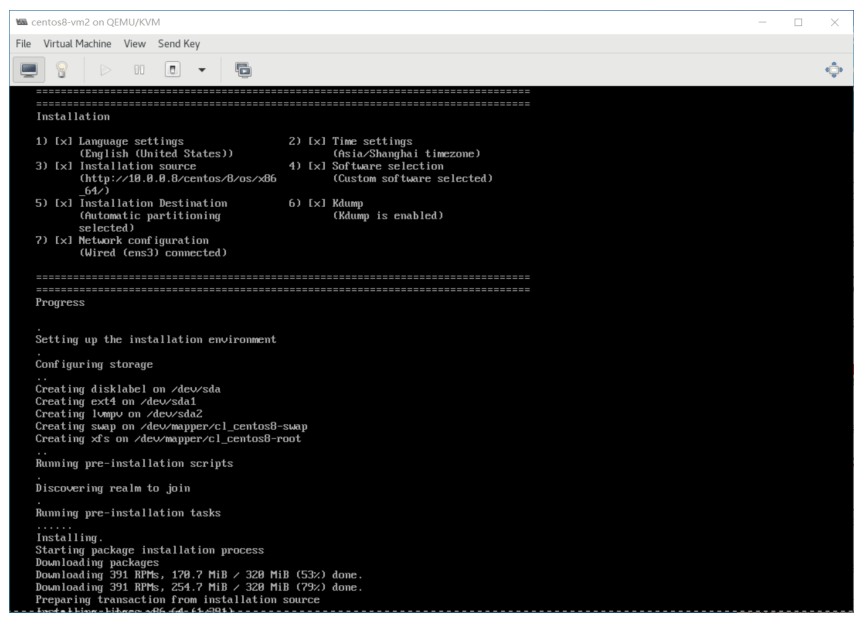 centos8-vm2 on QEMU/KVM
File Virtual Machine View Send Key
================================================================================
================================================================================
Installation
1) [x] Language settings 2) [x] Time settings
(English (United States)) (Asia/Shanghai timezone)
3) [x] Installation source 4) [x] Software selection
(http://10.0.0.8/centos/8/os/x86 (Custom software selected)
_64/)
5) [x] Installation Destination 6) [x] Kdump
(Automatic partitioning (Kdump is enabled)
selected)
7) [x] Network configuration
(Wired (ens3) connected)
================================================================================
================================================================================
Progress
.
Setting up the installation environment
.
Configuring storage
..
Creating disklabel on /dev/sda
Creating ext4 on /dev/sda1
Creating lvmpv on /dev/sda2
Creating swap on /dev/mapper/cl_centos8-swap
Creating xfs on /dev/mapper/cl_centos8-root
..
Running pre-installation scripts
.
Discovering realm to join
.
Running pre-installation tasks
......
Installing.
Starting package installation process
Downloading packages
Downloading 391 RPMs, 170.7 MiB / 320 MiB (53%) done.
Downloading 391 RPMs, 254.7 MiB / 320 MiB (79%) done.
Preparing transaction from installation source